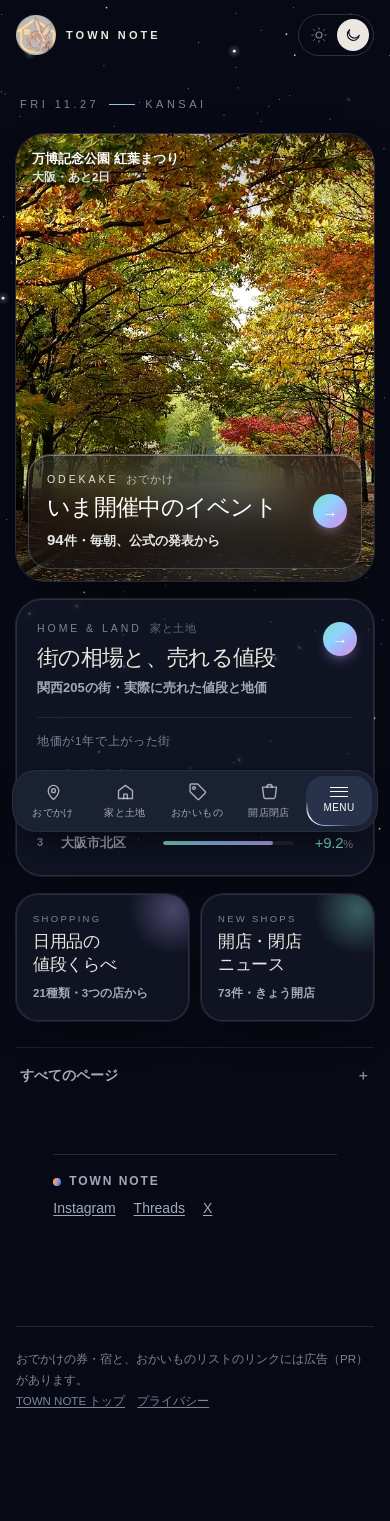 TOWN NOTE
FRI 11.27 KANSAI
万博記念公園 紅葉まつり
大阪・あと2日
ODEKAKE おでかけ
いま開催中のイベント
94件・毎朝、公式の発表から
→
HOME & LAND 家と土地
街の相場と、売れる値段
→
関西205の街・実際に売れた値段と地価
地価が1年で上がった街
おでかけ 家と土地 おかいもの 開店閉店 MENU
3 大阪市北区 +9.2%
SHOPPING
日用品の
値段くらべ
21種類・3つの店から
NEW SHOPS
開店・閉店
ニュース
73件・きょう開店
すべてのページ +
TOWN NOTE
Instagram Threads X
おでかけの券・宿と、おかいものリストのリンクには広告（PR）
があります。
TOWN NOTE トップ プライバシー